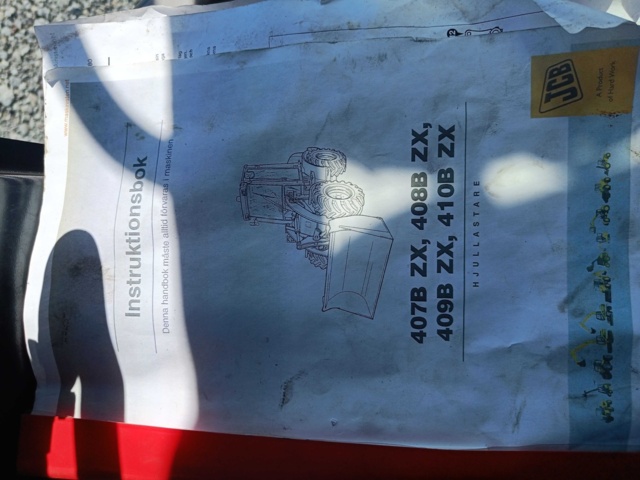 Instruktionsbok
Denna handbok måste alltid förvaras i maskinen
407B ZX, 408B ZX,
409B ZX, 410B ZX
HJULLASTARE
JCB
A Product
of Hard Work